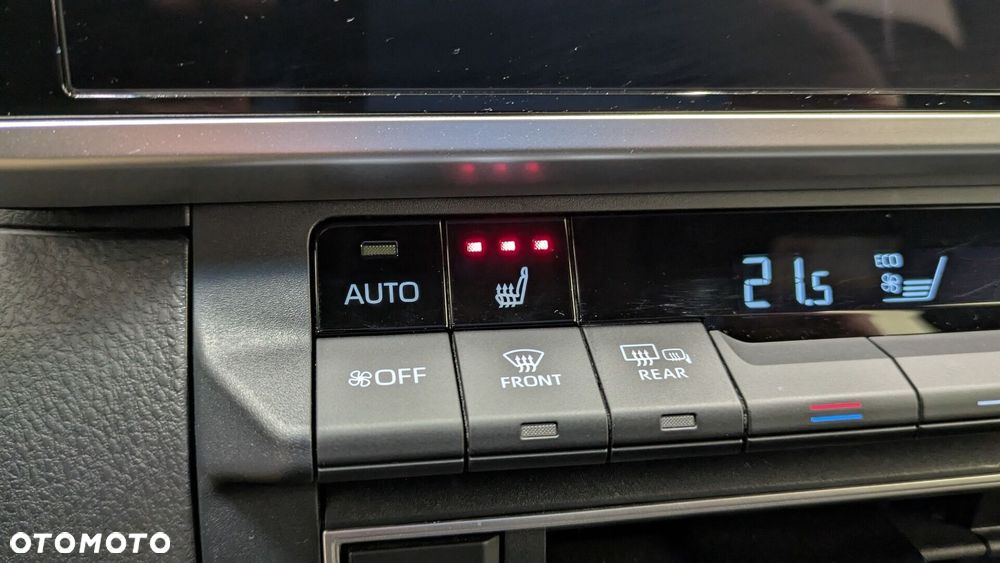 AUTO
21.5
ECO
OFF
FRONT
REAR
OTOMOTO